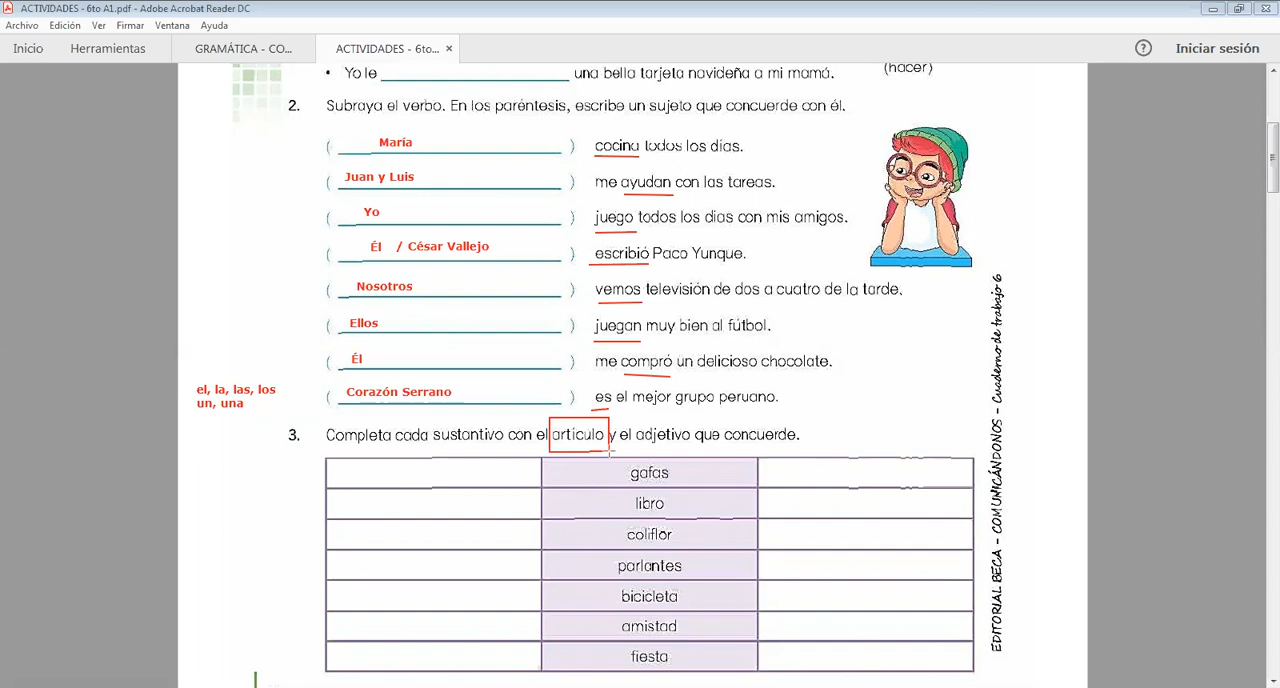 ACTIVIDADES - 6to A1.pdf - Adobe Acrobat Reader DC
Archivo Edición Ver Firmar Ventana Ayuda
Inicio Herramientas GRAMÁTICA - CO... ACTIVIDADES - 6to... × ? Iniciar sesión
• Yo le ____ una bella tarjeta navideña a mi mamá. (hacer)
2. Subraya el verbo. En los paréntesis, escribe un sujeto que concuerde con él.
( María ) cocina todos los días.
( Juan y Luis ) me ayudan con las tareas.
( Yo ) juego todos los días con mis amigos.
( Él / César Vallejo ) escribió Paco Yunque.
( Nosotros ) vemos televisión de dos a cuatro de la tarde.
( Ellos ) juegan muy bien al fútbol.
( Él ) me compró un delicioso chocolate.
( Corazón Serrano ) es el mejor grupo peruano.
el, la, las, los
un, una
3. Completa cada sustantivo con el artículo y el adjetivo que concuerde.
gafas
libro
coliflor
parlantes
bicicleta
amistad
fiesta
EDITORIAL BECA - COMUNICÁNDONOS - Cuaderno de trabajo 6